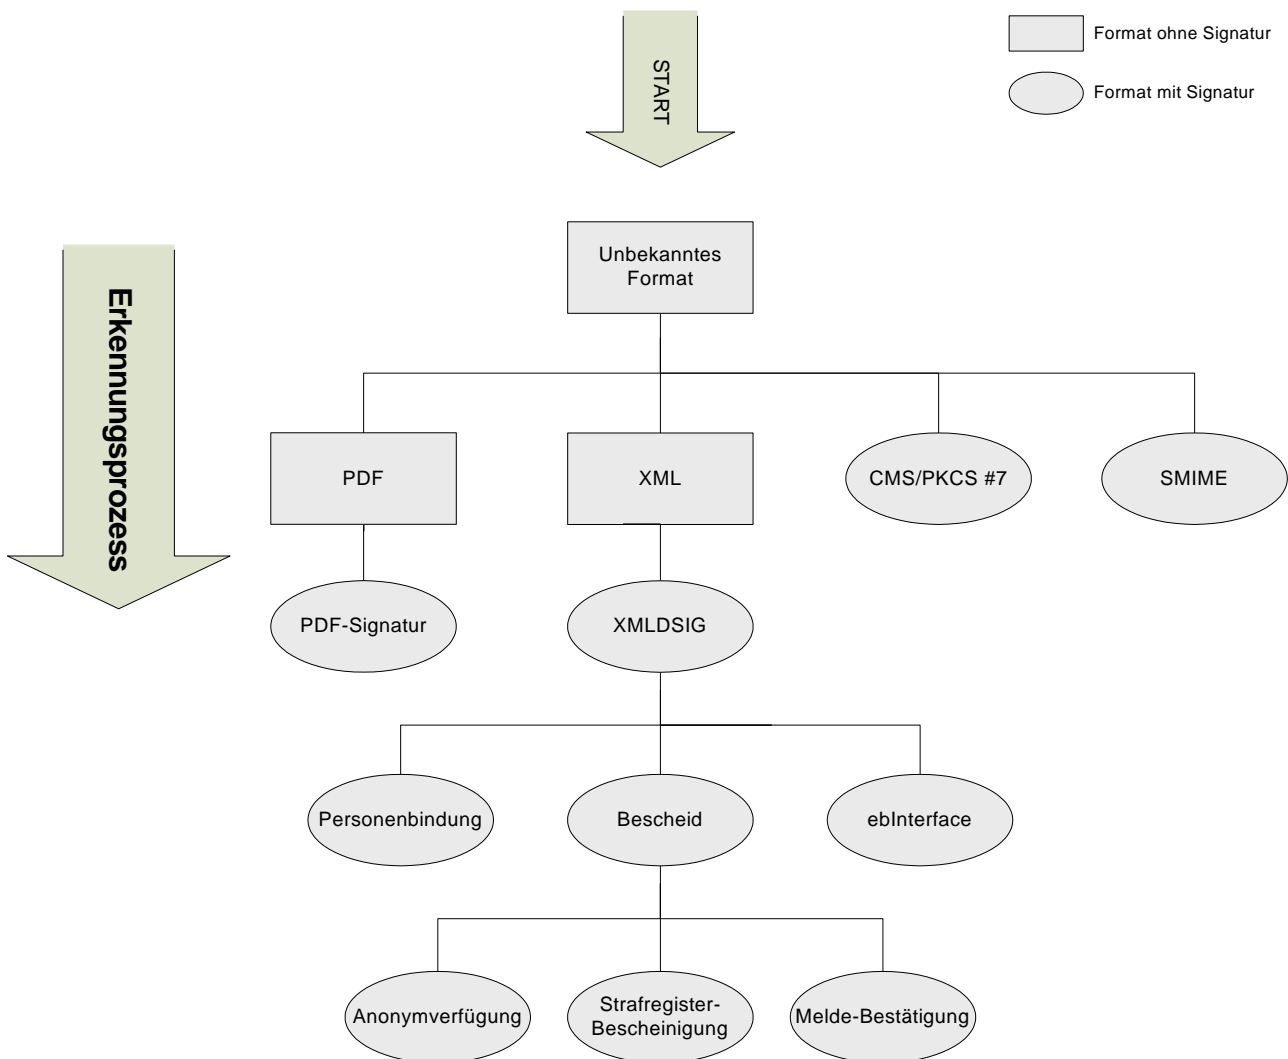 START
Format ohne Signatur
Format mit Signatur
Unbekanntes
Format
Erkennungsprozess
PDF
XML
CMS/PKCS #7
SMIME
PDF-Signatur
XMLDSIG
Personenbindung
Bescheid
ebInterface
Anonymverfügung
Strafregister-
Bescheinigung
Melde-Bestätigung